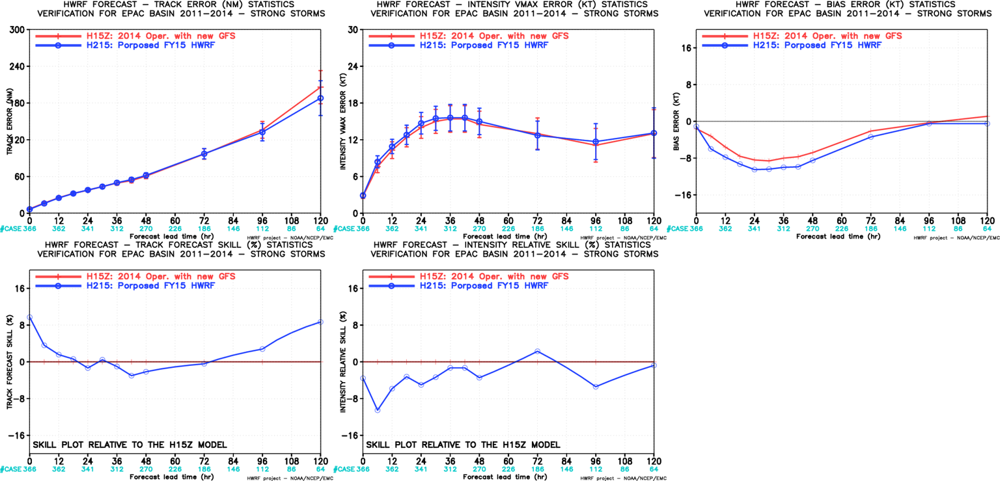 HWRF FORECAST – TRACK ERROR (NM) STATISTICS
VERIFICATION FOR EPAC BASIN 2011–2014 – STRONG STORMS
H15Z: 2014 Oper. with new GFS
H215: Porposed FY15 HWRF
TRACK ERROR (NM)
300
240
180
120
60
0
0 12 24 36 48 60 72 84 96 108 120
#CASE 366 362 341 312 270 226 186 146 112 86 64
Forecast lead time (hr)
HWRF project – NOAA/NCEP/EMC
HWRF FORECAST – INTENSITY VMAX ERROR (KT) STATISTICS
VERIFICATION FOR EPAC BASIN 2011–2014 – STRONG STORMS
H15Z: 2014 Oper. with new GFS
H215: Porposed FY15 HWRF
INTENSITY VMAX ERROR (KT)
30
24
18
12
6
0
0 12 24 36 48 60 72 84 96 108 120
#CASE 366 362 341 312 270 226 186 146 112 86 64
Forecast lead time (hr)
HWRF project – NOAA/NCEP/EMC
HWRF FORECAST – BIAS ERROR (KT) STATISTICS
VERIFICATION FOR EPAC BASIN 2011–2014 – STRONG STORMS
H15Z: 2014 Oper. with new GFS
H215: Porposed FY15 HWRF
BIAS ERROR (KT)
16
8
0
–8
–16
0 12 24 36 48 60 72 84 96 108 120
#CASE 366 362 341 312 270 226 186 146 112 86 64
Forecast lead time (hr)
HWRF project – NOAA/NCEP/EMC
HWRF FORECAST – TRACK FORECAST SKILL (%) STATISTICS
VERIFICATION FOR EPAC BASIN 2011–2014 – STRONG STORMS
H15Z: 2014 Oper. with new GFS
H215: Porposed FY15 HWRF
TRACK FORECAST SKILL (%)
16
8
0
–8
–16
SKILL PLOT RELATIVE TO THE H15Z MODEL
0 12 24 36 48 60 72 84 96 108 120
#CASE 366 362 341 312 270 226 186 146 112 86 64
Forecast lead time (hr)
HWRF project – NOAA/NCEP/EMC
HWRF FORECAST – INTENSITY RELATIVE SKILL (%) STATISTICS
VERIFICATION FOR EPAC BASIN 2011–2014 – STRONG STORMS
H15Z: 2014 Oper. with new GFS
H215: Porposed FY15 HWRF
INTENSITY RELATIVE SKILL (%)
16
8
0
–8
–16
SKILL PLOT RELATIVE TO THE H15Z MODEL
0 12 24 36 48 60 72 84 96 108 120
#CASE 366 362 341 312 270 226 186 146 112 86 64
Forecast lead time (hr)
HWRF project – NOAA/NCEP/EMC